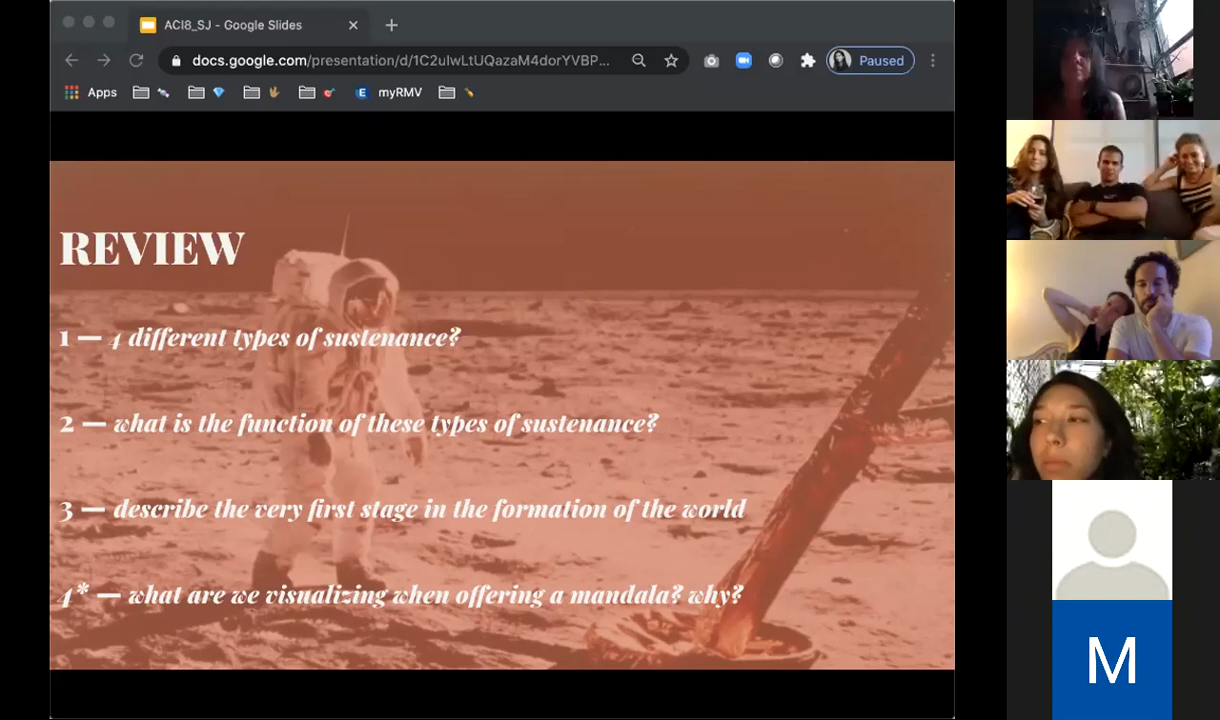 ACI8_SJ - Google Slides
docs.google.com/presentation/d/1C2ulwLtUQazaM4dorYVBP...
Paused
Apps
E myRMV
REVIEW
1 — 4 different types of sustenance?
2 — what is the function of these types of sustenance?
3 — describe the very first stage in the formation of the world
4* — what are we visualizing when offering a mandala? why?
M